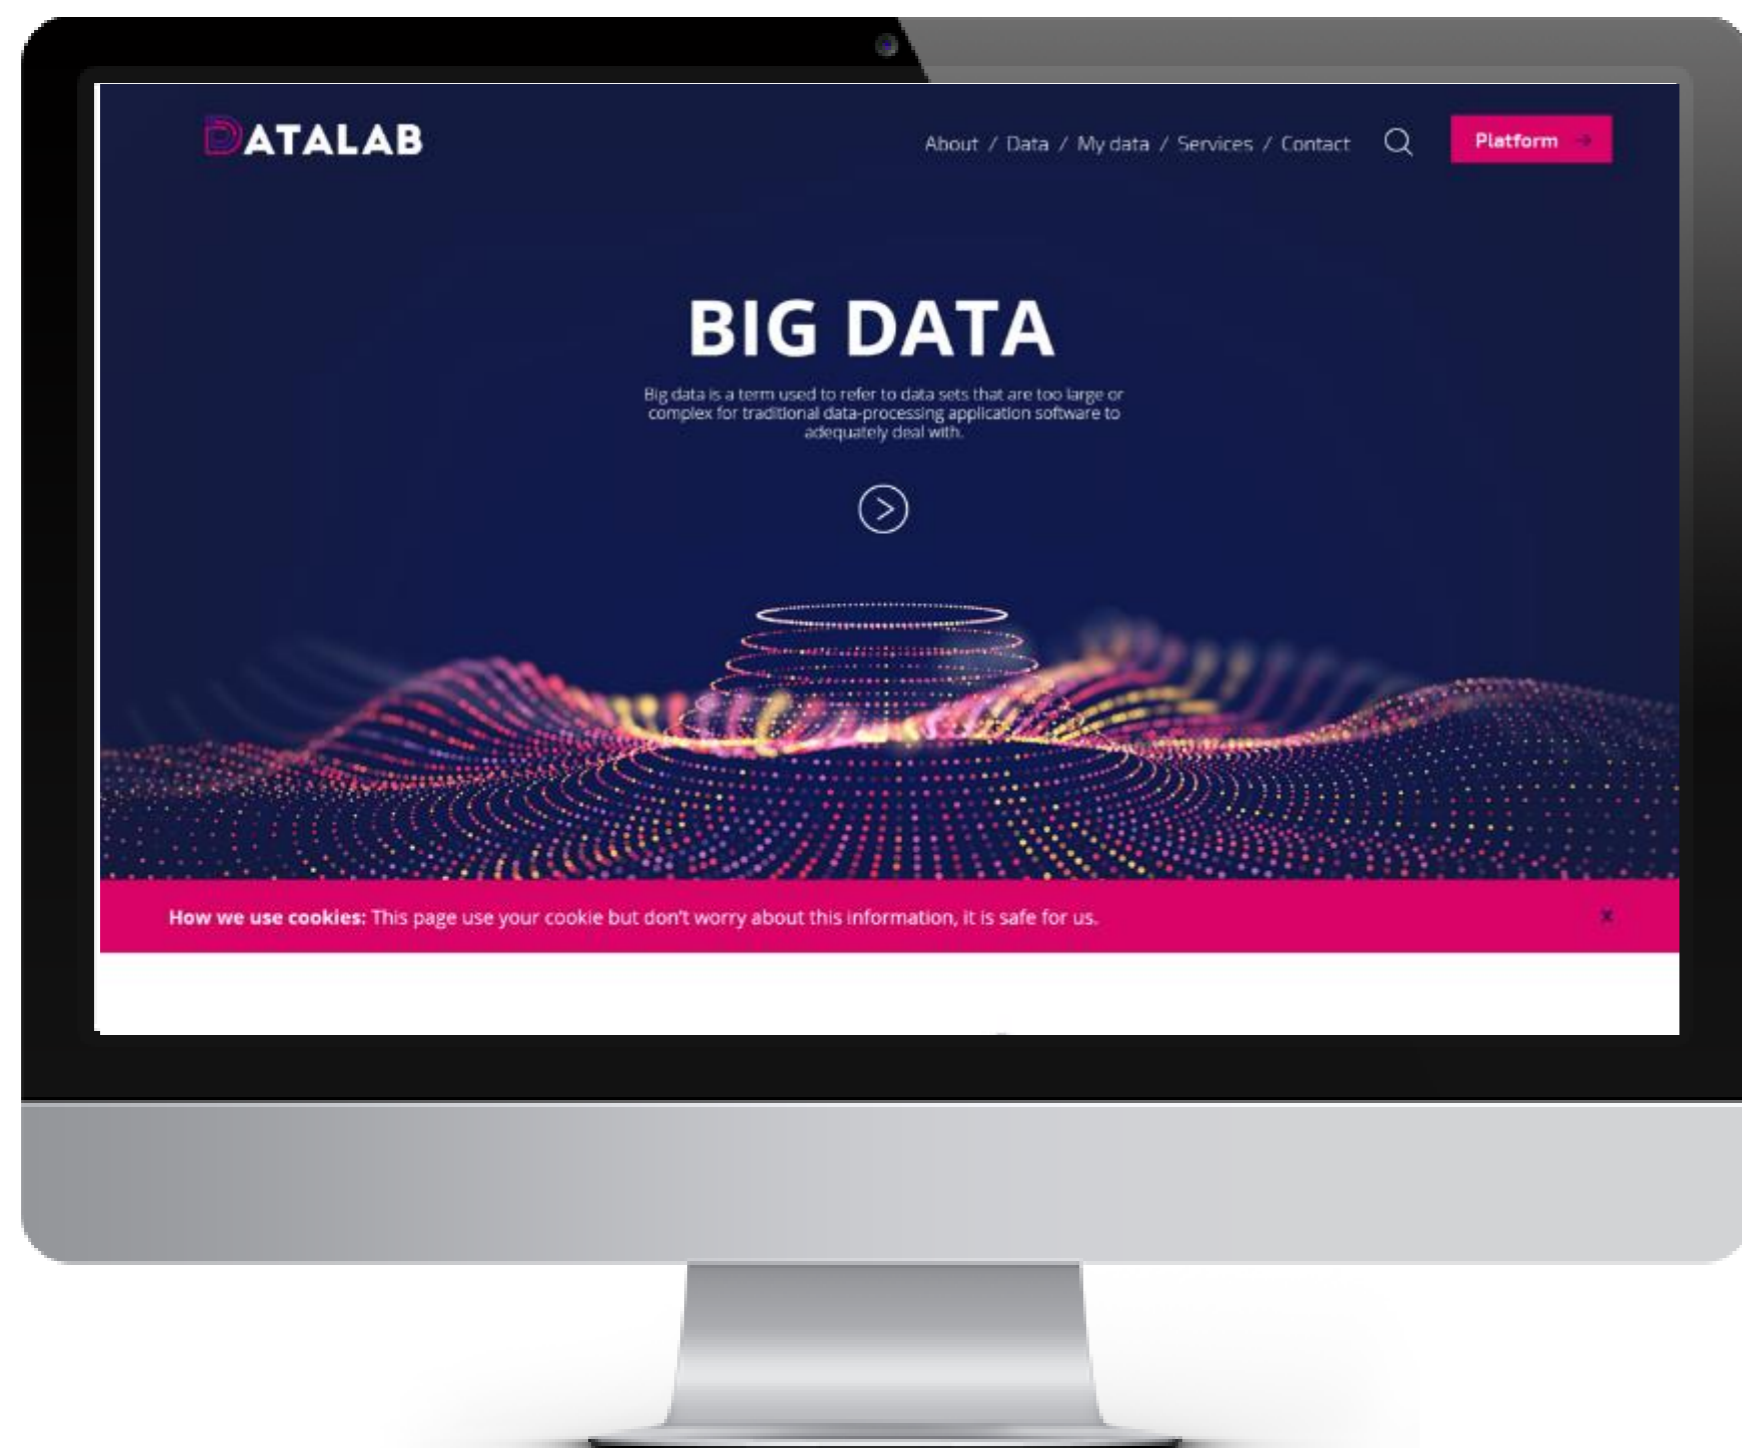 DATALAB
About / Data / My data / Services / Contact
Platform
BIG DATA
Big data is a term used to refer to data sets that are too large or
complex for traditional data-processing application software to
adequately deal with.
How we use cookies: This page use your cookie but don't worry about this information, it is safe for us.
x